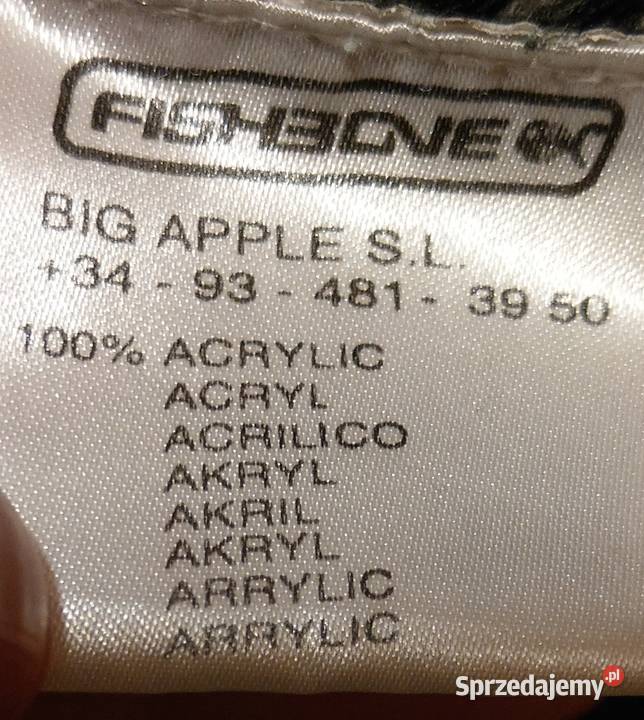 FISHBONE
BIG APPLE S.L.
+34 - 93 - 481 - 39 50
100% ACRYLIC
ACRYL
ACRILICO
AKRYL
AKRIL
AKRYL
ARRYLIC
ARRYLIC
Sprzedajemy.pl